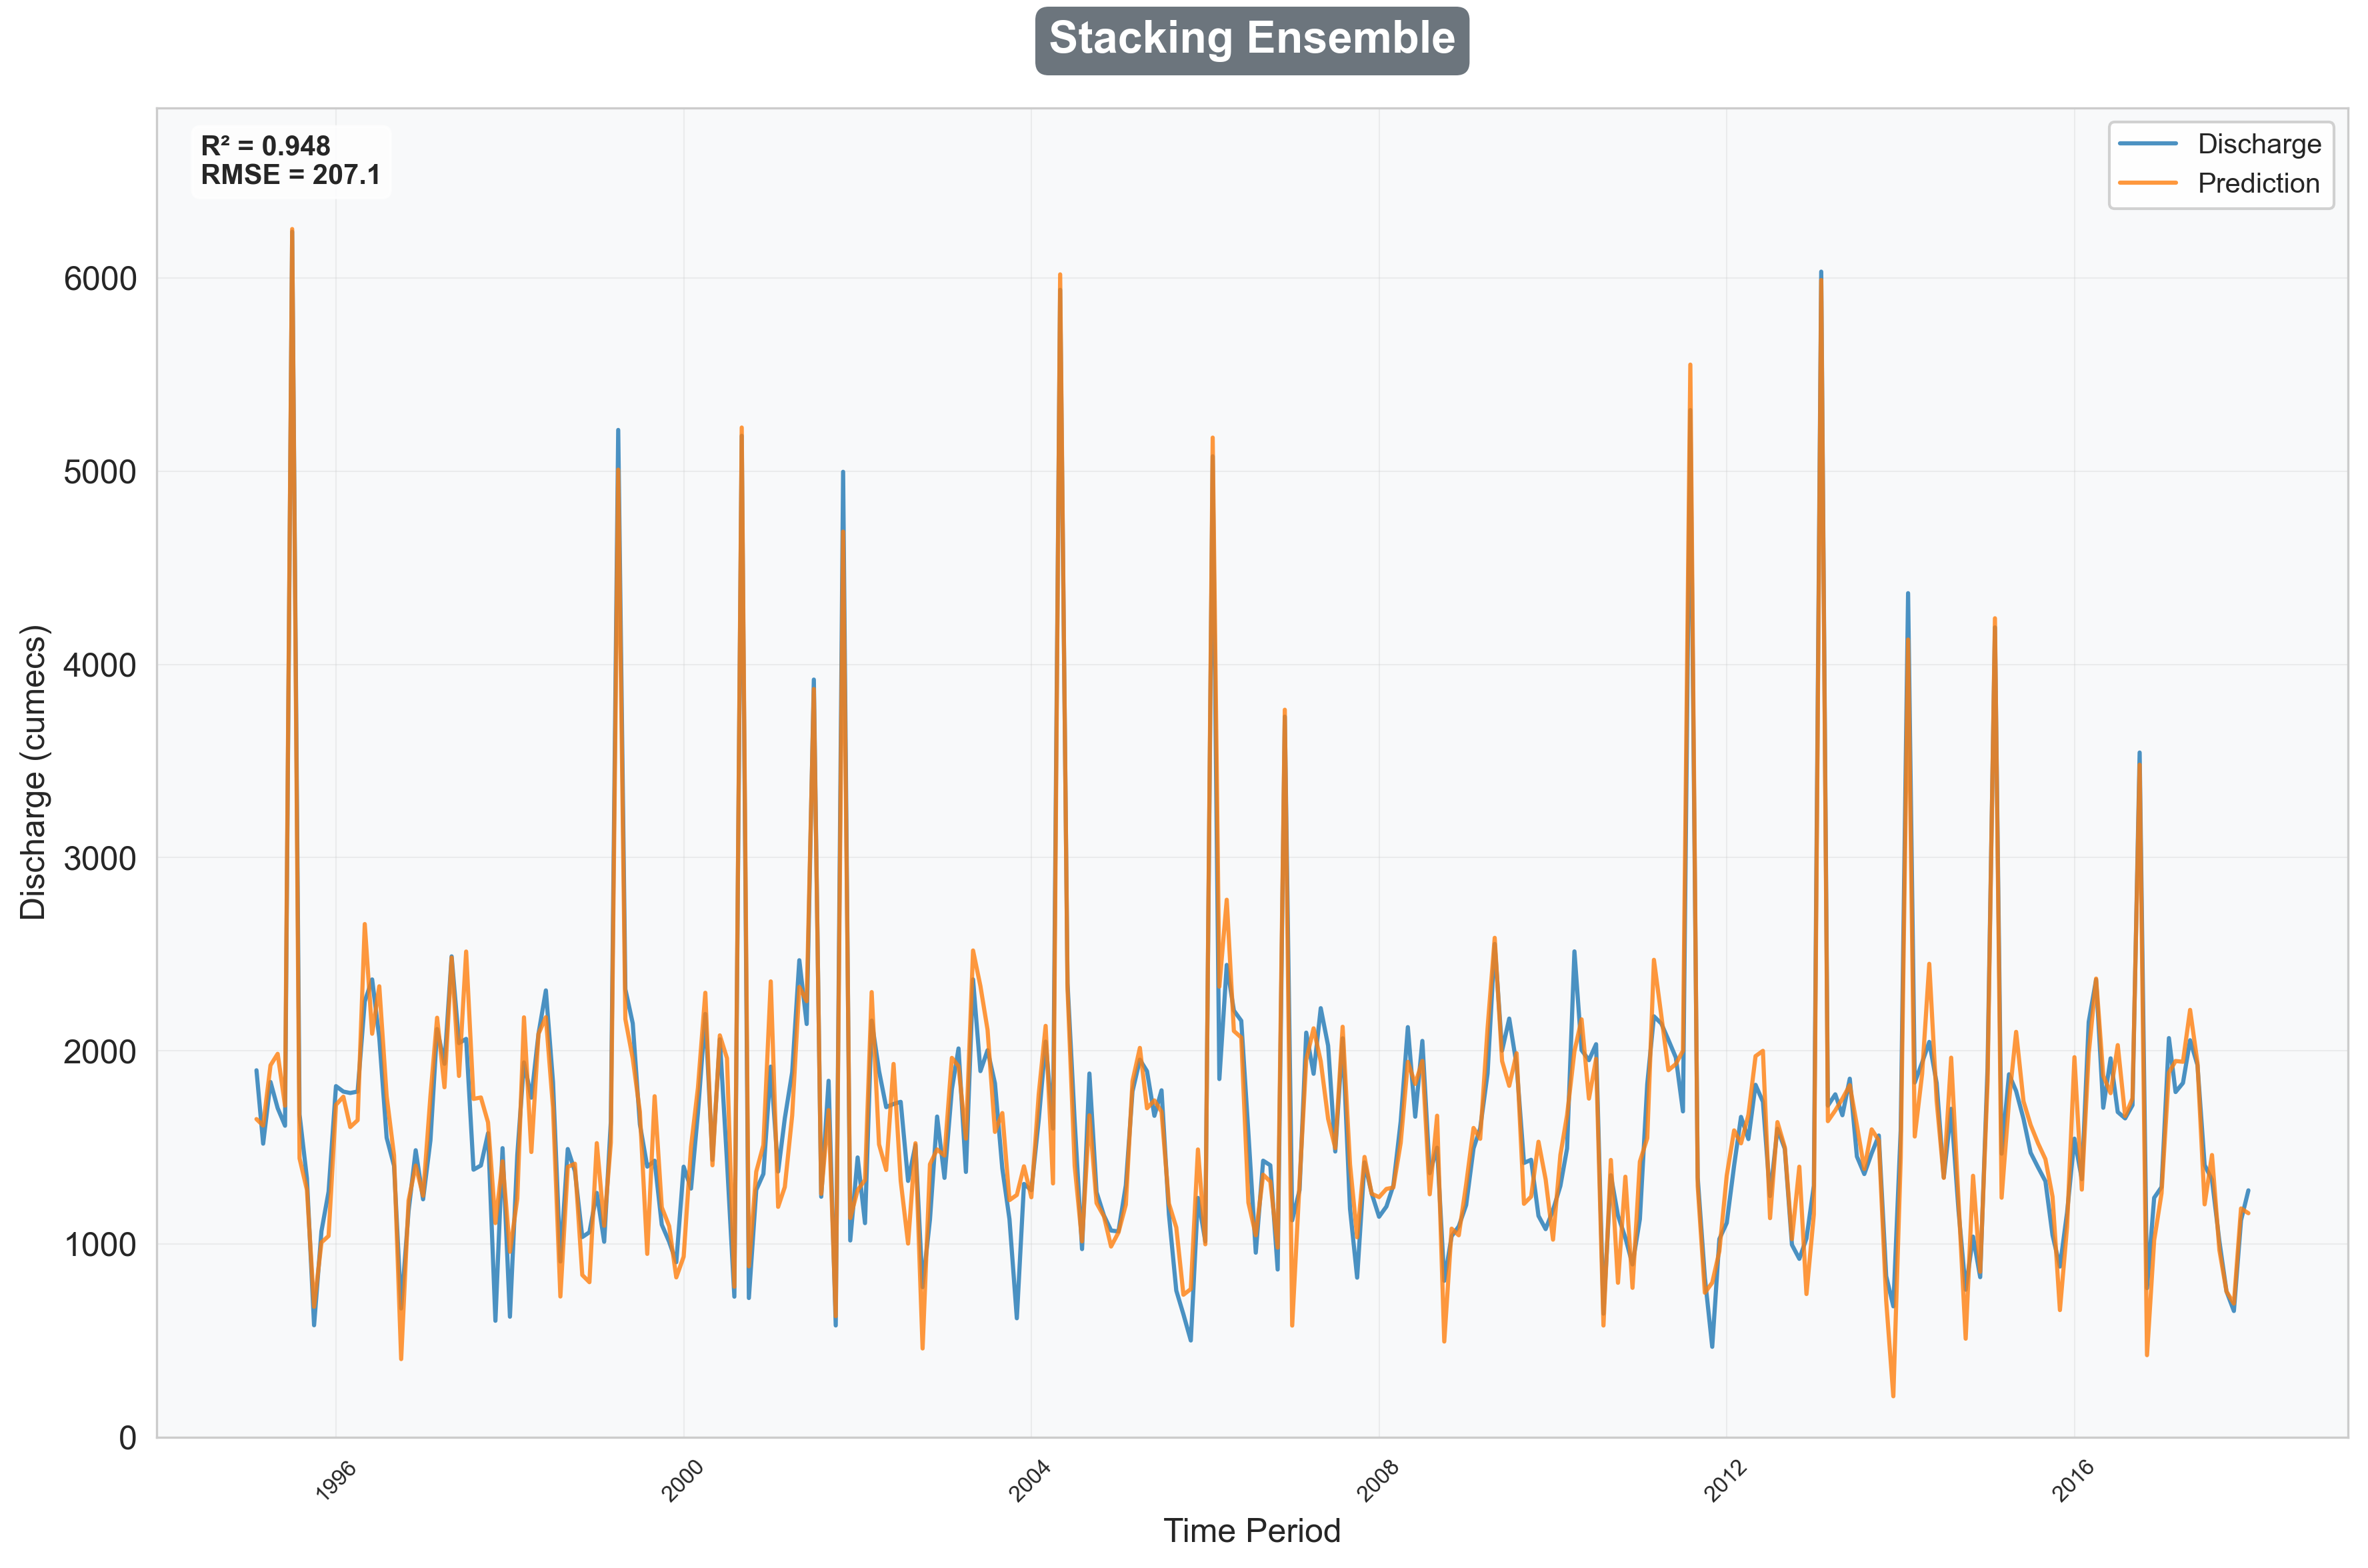 Stacking Ensemble
R² = 0.948
RMSE = 207.1
Discharge
Prediction
Discharge (cumecs)
6000
5000
4000
3000
2000
1000
0
1996
2000
2004
2008
2012
2016
Time Period